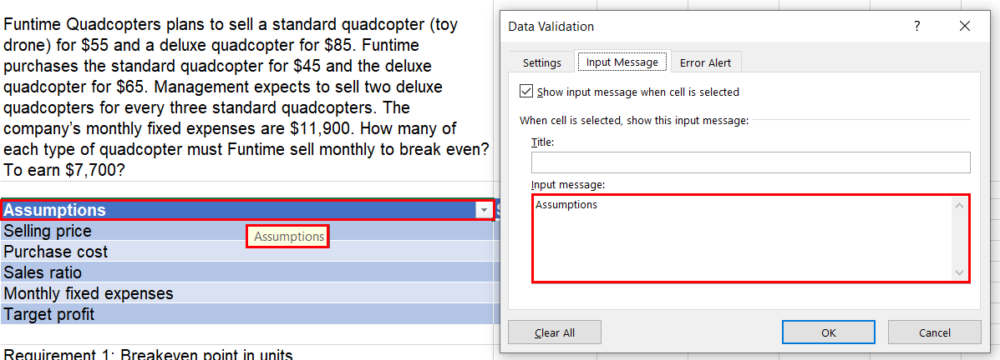 Funtime Quadcopters plans to sell a standard quadcopter (toy
drone) for $55 and a deluxe quadcopter for $85. Funtime
purchases the standard quadcopter for $45 and the deluxe
quadcopter for $65. Management expects to sell two deluxe
quadcopters for every three standard quadcopters. The
company's monthly fixed expenses are $11,900. How many of
each type of quadcopter must Funtime sell monthly to break even?
To earn $7,700?
Assumptions
Selling price
Assumptions
Purchase cost
Sales ratio
Monthly fixed expenses
Target profit
Requirement 1: Breakeven point in units
Data Validation
?
Settings
Input Message
Error Alert
Show input message when cell is selected
When cell is selected, show this input message:
Title:
Input message:
Assumptions
Clear All
OK
Cancel